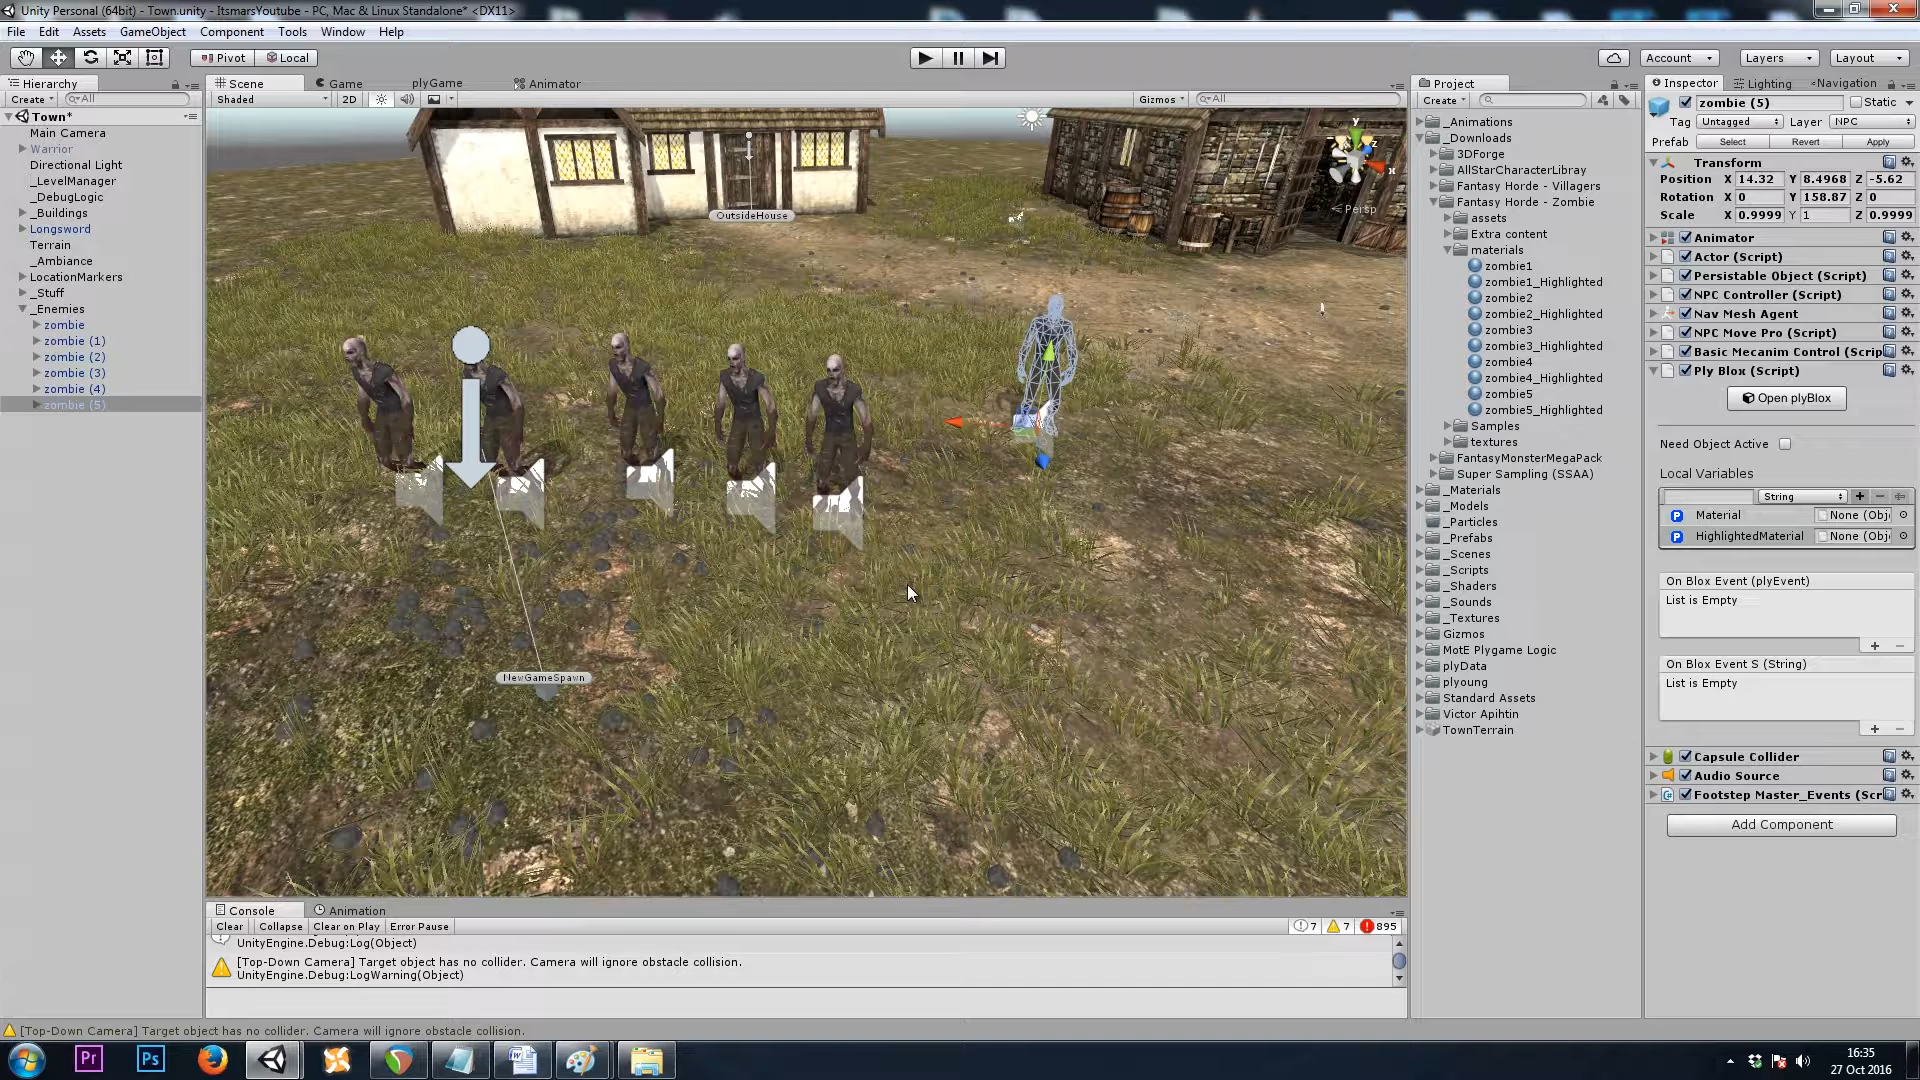 Unity Personal (64bit) - Town.unity - ItsmarsYoutube - PC, Mac & Linux Standalone* <DX11>
File Edit Assets GameObject Component Tools Window Help
Pivot Local Account Layers Layout
Hierarchy
Create All
Town*
Main Camera
Warrior
Directional Light
_LevelManager
_DebugLogic
_Buildings
Longsword
Terrain
_Ambiance
LocationMarkers
_Stuff
_Enemies
zombie
zombie (1)
zombie (2)
zombie (3)
zombie (4)
zombie (5)
Scene Game plyGame Animator
Shaded 2D Gizmos All
y
z
x
Persp
OutsideHouse
NewGameSpawn
Console Animation
Clear Collapse Clear on Play Error Pause 7 7 895
UnityEngine.Debug:Log(Object)
[Top-Down Camera] Target object has no collider. Camera will ignore obstacle collision.
UnityEngine.Debug:LogWarning(Object)
Project
Create
_Animations
_Downloads
3DForge
AllStarCharacterLibray
Fantasy Horde - Villagers
Fantasy Horde - Zombie
assets
Extra content
materials
zombie1
zombie1_Highlighted
zombie2
zombie2_Highlighted
zombie3
zombie3_Highlighted
zombie4
zombie4_Highlighted
zombie5
zombie5_Highlighted
Samples
textures
FantasyMonsterMegaPack
Super Sampling (SSAA)
_Materials
_Models
_Particles
_Prefabs
_Scenes
_Scripts
_Shaders
_Sounds
_Textures
Gizmos
MotE Plygame Logic
plyData
plyoung
Standard Assets
Victor Apihtin
TownTerrain
Inspector Lighting Navigation
zombie (5) Static
Tag Untagged Layer NPC
Prefab Select Revert Apply
Transform
Position X 14.32 Y 8.4968 Z -5.62
Rotation X 0 Y 158.87 Z 0
Scale X 0.9999 Y 1 Z 0.9999
Animator
Actor (Script)
Persistable Object (Script)
NPC Controller (Script)
Nav Mesh Agent
NPC Move Pro (Script)
Basic Mecanim Control (Scrip
Ply Blox (Script)
Open plyBlox
Need Object Active
Local Variables
String
P Material None (Obj
P HighlightedMaterial None (Obj
On Blox Event (plyEvent)
List is Empty
On Blox Event S (String)
List is Empty
Capsule Collider
Audio Source
Footstep Master_Events (Scr
Add Component
[Top-Down Camera] Target object has no collider. Camera will ignore obstacle collision.
Pr Ps
16:35
27 Oct 2016